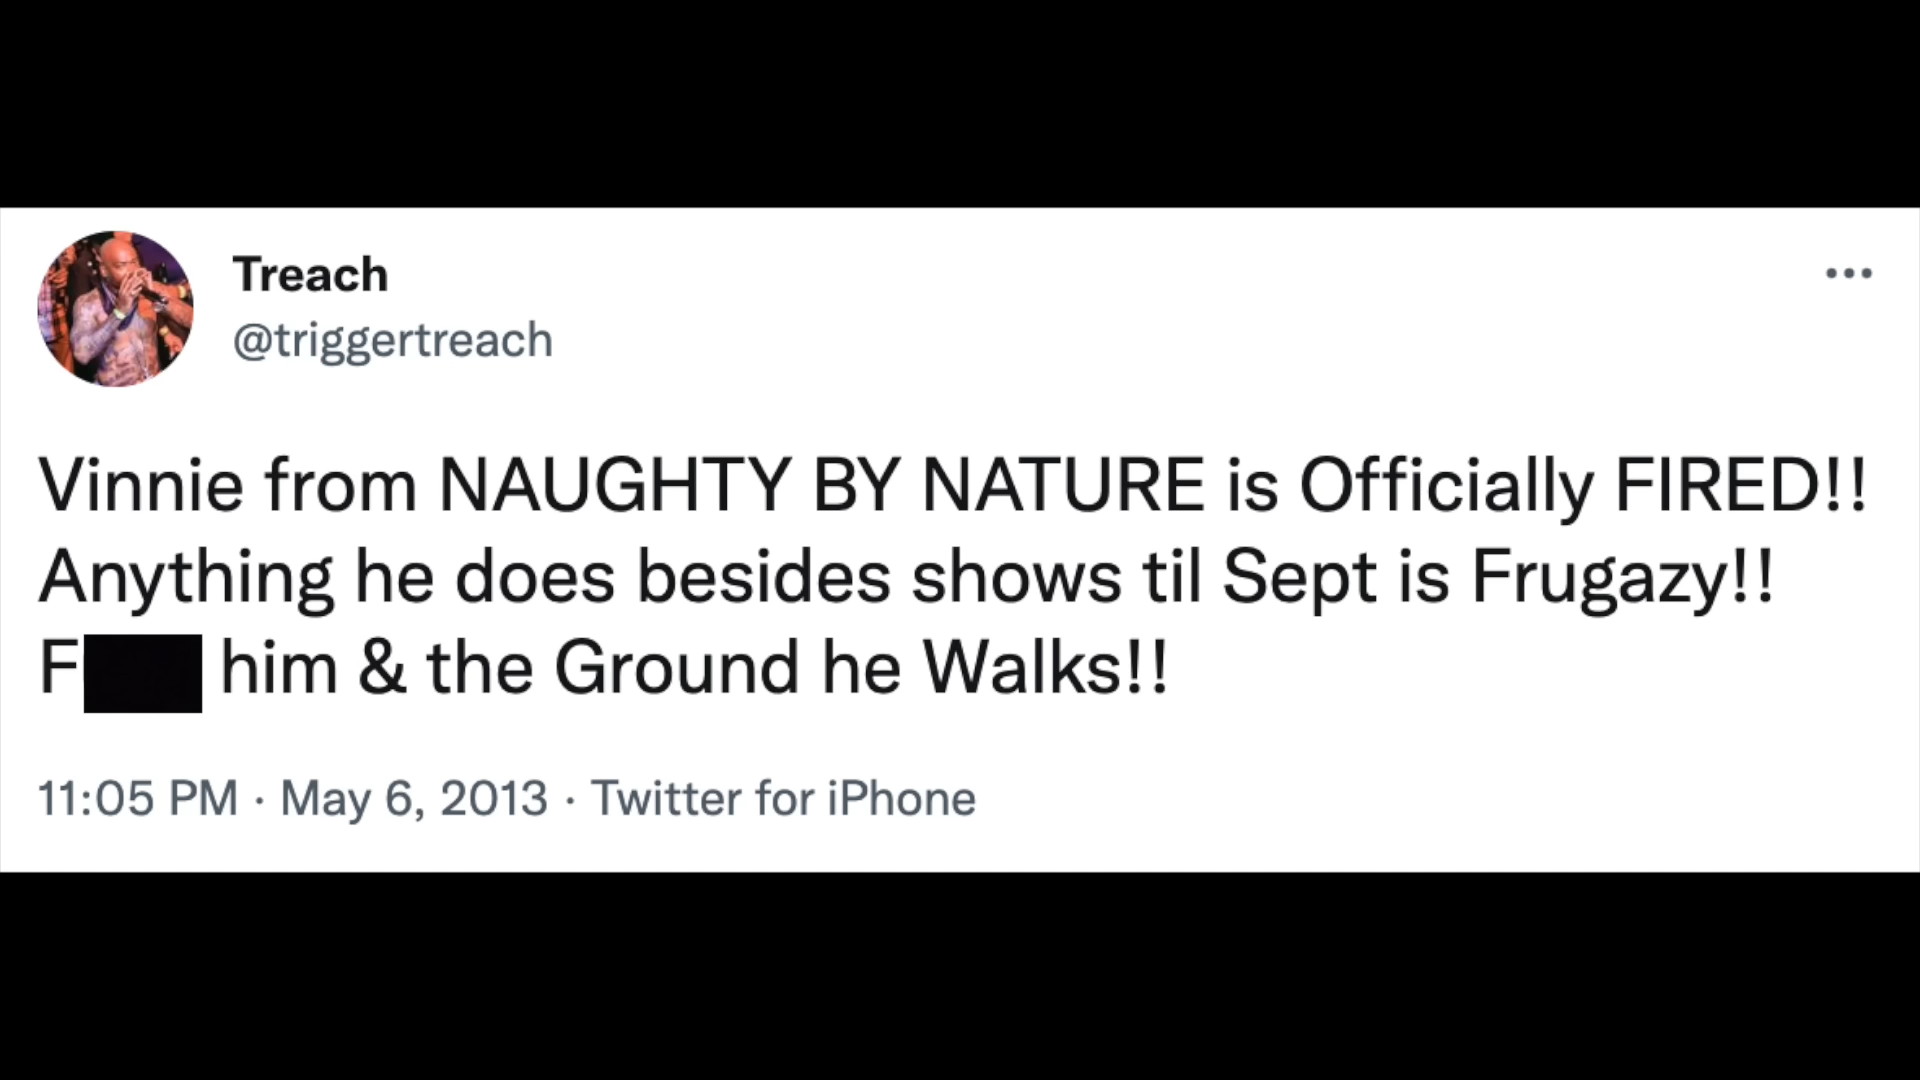 Treach
@triggertreach
Vinnie from NAUGHTY BY NATURE is Officially FIRED!!
Anything he does besides shows til Sept is Frugazy!!
F him & the Ground he Walks!!
11:05 PM · May 6, 2013 · Twitter for iPhone